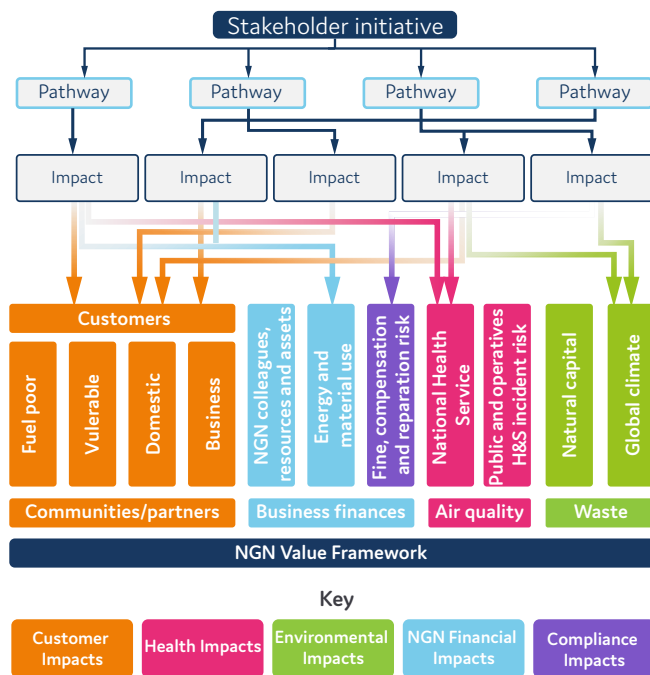 Stakeholder initiative
Pathway
Pathway
Pathway
Pathway
Impact
Impact
Impact
Impact
Impact
Customers
Fuel poor
Vulerable
Domestic
Business
NGN colleagues,
resources and assets
Energy and
material use
Fine, compensation
and reparation risk
National Health
Service
Public and operatives
H&S incident risk
Natural capital
Global climate
Communities/partners
Business finances
Air quality
Waste
NGN Value Framework
Key
Customer
Impacts
Health Impacts
Environmental
Impacts
NGN Financial
Impacts
Compliance
Impacts